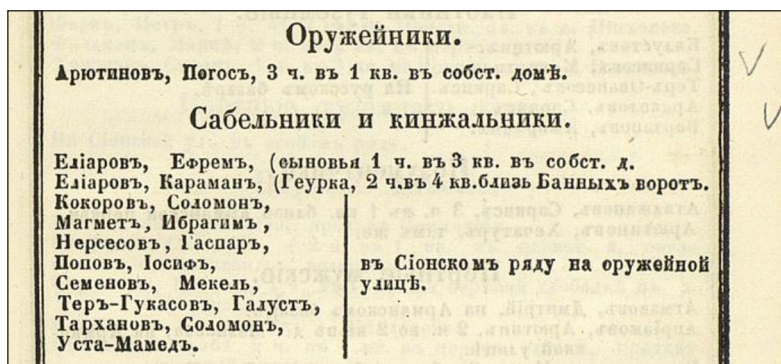 Оружейники.
Арютиновъ, Погосъ, 3 ч. въ 1 кв. въ собст. домѣ.
Сабельники и кинжальники.
Еліаровъ, Ефремъ, (сыновья 1 ч. въ 3 кв. въ собст. д.
Еліаровъ, Караманъ, (Геурка, 2 ч.въ 4 кв.близь Банныхъ воротъ.
Кокоровъ, Соломонъ,
Магметъ, Ибрагимъ,
Нерсесовъ, Гаспаръ,
Поповъ, Іосифъ,
Семеновъ, Мекель,
Теръ-Гукасовъ, Галустъ,
Тархановъ, Соломонъ,
Уста-Мамедъ.
въ Сіонскомъ ряду на оружейной
улицѣ.